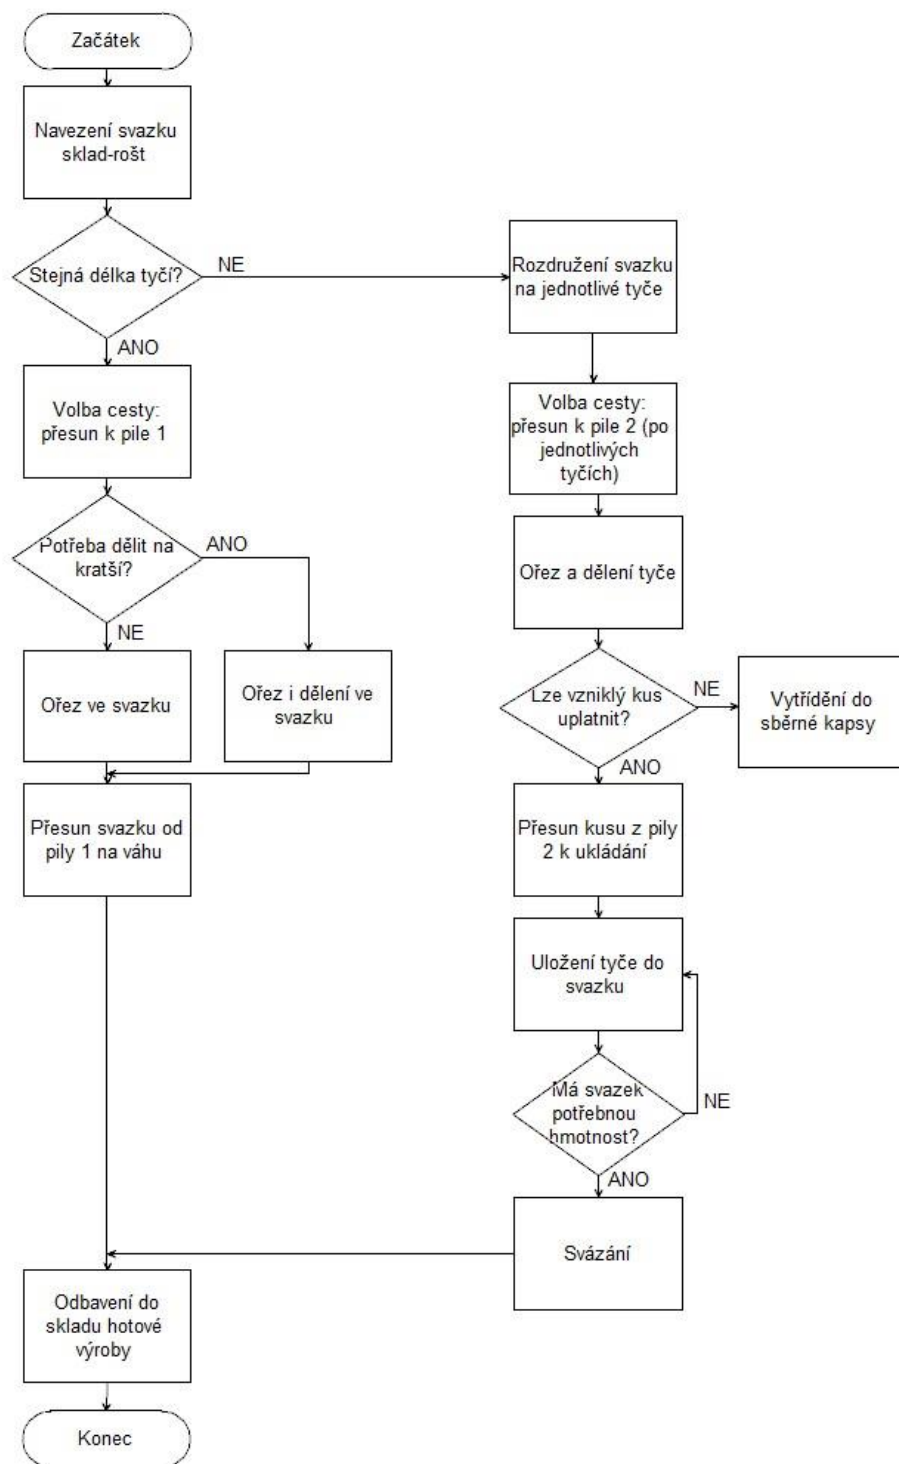 Začátek
Navezení svazku
sklad-rošt
Stejná délka tyčí?
NE
ANO
Rozdružení svazku
na jednotlivé tyče
Volba cesty:
přesun k pile 1
Volba cesty:
přesun k pile 2 (po
jednotlivých
tyčích)
Potřeba dělit na
kratší?
ANO
NE
Ořez a dělení tyče
Ořez ve svazku
Ořez i dělení ve
svazku
Lze vzniklý kus
uplatnit?
NE
ANO
Vytřídění do
sběrné kapsy
Přesun svazku od
pily 1 na váhu
Přesun kusu z pily
2 k ukládání
Uložení tyče do
svazku
Má svazek
potřebnou
hmotnost?
NE
ANO
Svázání
Odbavení do
skladu hotové
výroby
Konec